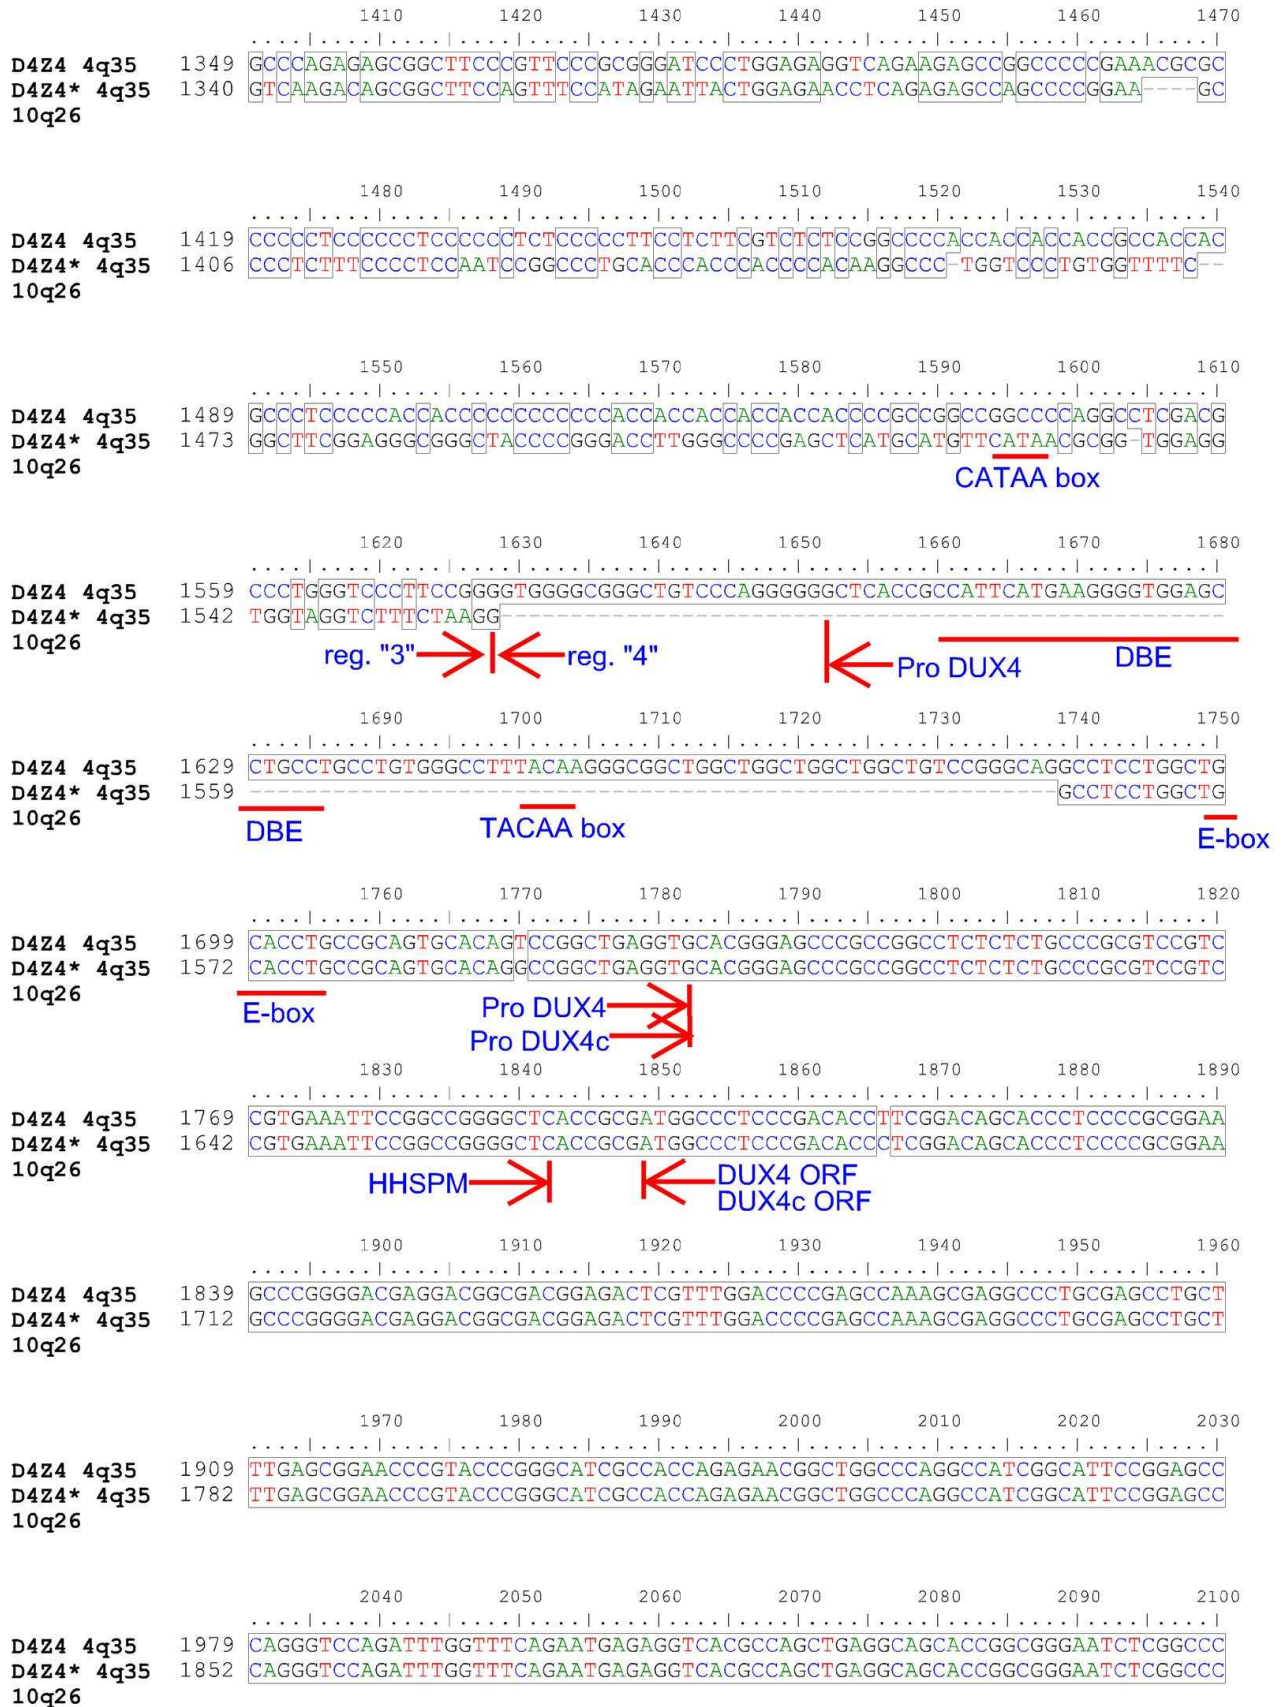 1410 1420 1430 1440 1450 1460 1470
D4Z4 4q35 1349 GCCCAGAGAGCGGCTTCCCGTTCCCGCGGGATCCCTGGAGAGGTCAGAAGAGCCGGCCCCCGAAACGCGC
D4Z4* 4q35 1340 GTCAAGACAGCGGCTTCCAGTTTCCATAGAATTACTGGAGAACCTCAGAGAGCCAGCCCCGGAA----GC
10q26
1480 1490 1500 1510 1520 1530 1540
D4Z4 4q35 1419 CCCCCTCCCCCCTCCCCCCTCTCCCCCTTCCTCTTCGTCTCTCCGGCCCCACCACCACCACCGCCACCAC
D4Z4* 4q35 1406 CCCTCTTTCCCCTCCAATCCGGCCCTGCACCCACCCACCCCACAAGGCCC-TGGTCCCTGTGGTTTTC--
10q26
1550 1560 1570 1580 1590 1600 1610
D4Z4 4q35 1489 GCCCTCCCCCACCACCCCCCCCCCCCCACCACCACCACCACCACCCCGCCGGCCGGCCCCAGGCCTCGACG
D4Z4* 4q35 1473 GGCTTCGGAGGGCGGGCTACCCCGGGACCTTGGGCCCCGAGCTCATGCATGTTCATAACGCGG-TGGAGG
10q26
CATAA box
1620 1630 1640 1650 1660 1670 1680
D4Z4 4q35 1559 CCCTGGGTCCCTTCCGGGGTGGGGCGGGCTGTCCCAGGGGGGCTCACCGCCATTCATGAAGGGGTGGAGC
D4Z4* 4q35 1542 TGGTAGGTCTTTCTAAGG----------------------------------------------------
10q26
reg. "3" reg. "4" Pro DUX4 DBE
1690 1700 1710 1720 1730 1740 1750
D4Z4 4q35 1629 CTGCCTGCCTGTGGGCCTTTACAAGGGCGGCTGGCTGGCTGGCTGGCTGTCCGGGCAGGCCTCCTGGCTG
D4Z4* 4q35 1559 ----------------------------------------------------------GCCTCCTGGCTG
10q26
DBE TACAA box E-box
1760 1770 1780 1790 1800 1810 1820
D4Z4 4q35 1699 CACCTGCCGCAGTGCACAGTCCGGCTGAGGTGCACGGGAGCCCGCCGGCCTCTCTCTGCCCGCGTCCGTC
D4Z4* 4q35 1572 CACCTGCCGCAGTGCACAGGCCGGCTGAGGTGCACGGGAGCCCGCCGGCCTCTCTCTGCCCGCGTCCGTC
10q26
E-box Pro DUX4
Pro DUX4c
1830 1840 1850 1860 1870 1880 1890
D4Z4 4q35 1769 CGTGAAATTCCGGCCGGGGCTCACCGCGATGGCCCTCCCGACACCTTCGGACAGCACCCTCCCCGCGGAA
D4Z4* 4q35 1642 CGTGAAATTCCGGCCGGGGCTCACCGCGATGGCCCTCCCGACACCCTCGGACAGCACCCTCCCCGCGGAA
10q26
HHSPM DUX4 ORF
DUX4c ORF
1900 1910 1920 1930 1940 1950 1960
D4Z4 4q35 1839 GCCCGGGGACGAGGACGGCGACGGAGACTCGTTTGGACCCCGAGCCAAAGCGAGGCCCTGCGAGCCTGCT
D4Z4* 4q35 1712 GCCCGGGGACGAGGACGGCGACGGAGACTCGTTTGGACCCCGAGCCAAAGCGAGGCCCTGCGAGCCTGCT
10q26
1970 1980 1990 2000 2010 2020 2030
D4Z4 4q35 1909 TTGAGCGGAACCCGTACCCGGGCATCGCCACCAGAGAACGGCTGGCCCAGGCCATCGGCATTCCGGAGCC
D4Z4* 4q35 1782 TTGAGCGGAACCCGTACCCGGGCATCGCCACCAGAGAACGGCTGGCCCAGGCCATCGGCATTCCGGAGCC
10q26
2040 2050 2060 2070 2080 2090 2100
D4Z4 4q35 1979 CAGGGTCCAGATTTGGTTTCAGAATGAGAGGTCACGCCAGCTGAGGCAGCACCGGCGGGAATCTCGGCCC
D4Z4* 4q35 1852 CAGGGTCCAGATTTGGTTTCAGAATGAGAGGTCACGCCAGCTGAGGCAGCACCGGCGGGAATCTCGGCCC
10q26